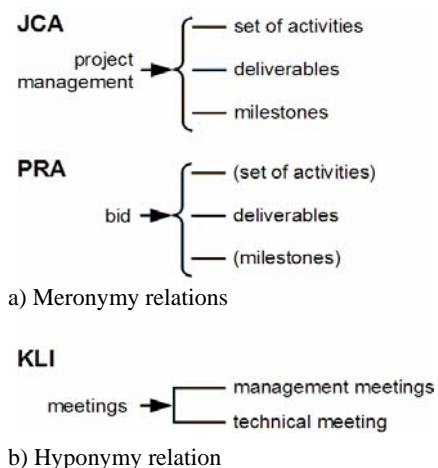 JCA
set of activities
project
management
deliverables
milestones
PRA
(set of activities)
bid
deliverables
(milestones)
a) Meronymy relations
KLI
management meetings
meetings
technical meeting
b) Hyponymy relation